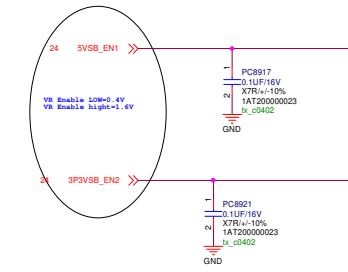 24 5VSB_EN1
1
PC8917
0.1UF/16V
X7R/+/-10%
1AT200000023
tx_c0402
2
GND
VR Enable LOW=0.4V
VR Enable hight=1.6V
24 3P3VSB_EN2
1
PC8921
0.1UF/16V
X7R/+/-10%
1AT200000023
tx_c0402
2
GND